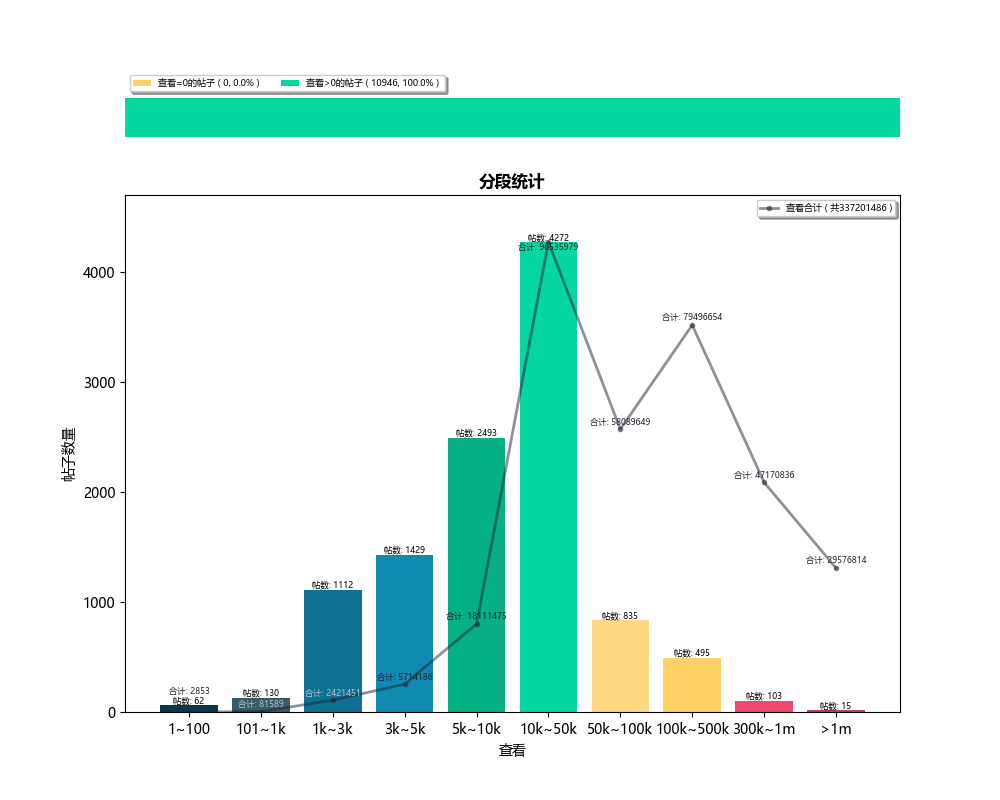 查看=0的帖子 ( 0, 0.0% )
查看>0的帖子 ( 10946, 100.0% )
分段统计
查看合计 ( 共337201486 )
帖子数量
4000
3000
2000
1000
0
合计: 2853
帖数: 62
帖数: 130
合计: 81589
帖数: 1112
合计: 2421451
帖数: 1429
合计: 5714186
帖数: 2493
合计: 18111475
帖数: 4272
合计: 96535979
合计: 58089649
帖数: 835
合计: 79496654
帖数: 495
合计: 47170836
帖数: 103
合计: 29576814
帖数: 15
1~100
101~1k
1k~3k
3k~5k
5k~10k
10k~50k
50k~100k
100k~500k
300k~1m
>1m
查看